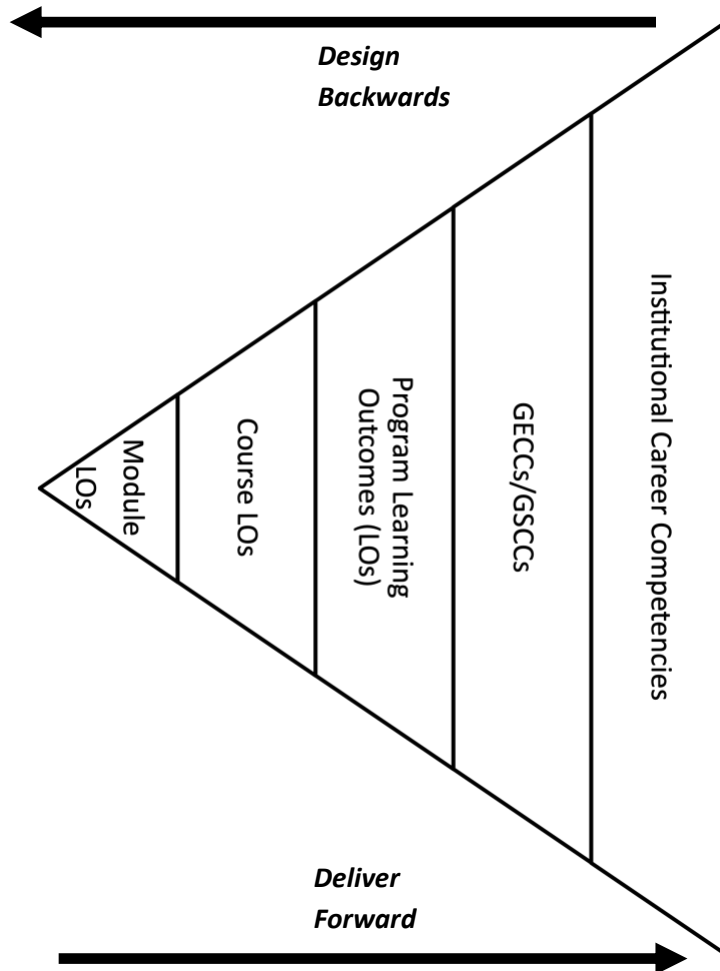 Design
Backwards
Module
LOs
Course LOs
Program Learning
Outcomes (LOs)
GECCs/GSCCs
Institutional Career Competencies
Deliver
Forward